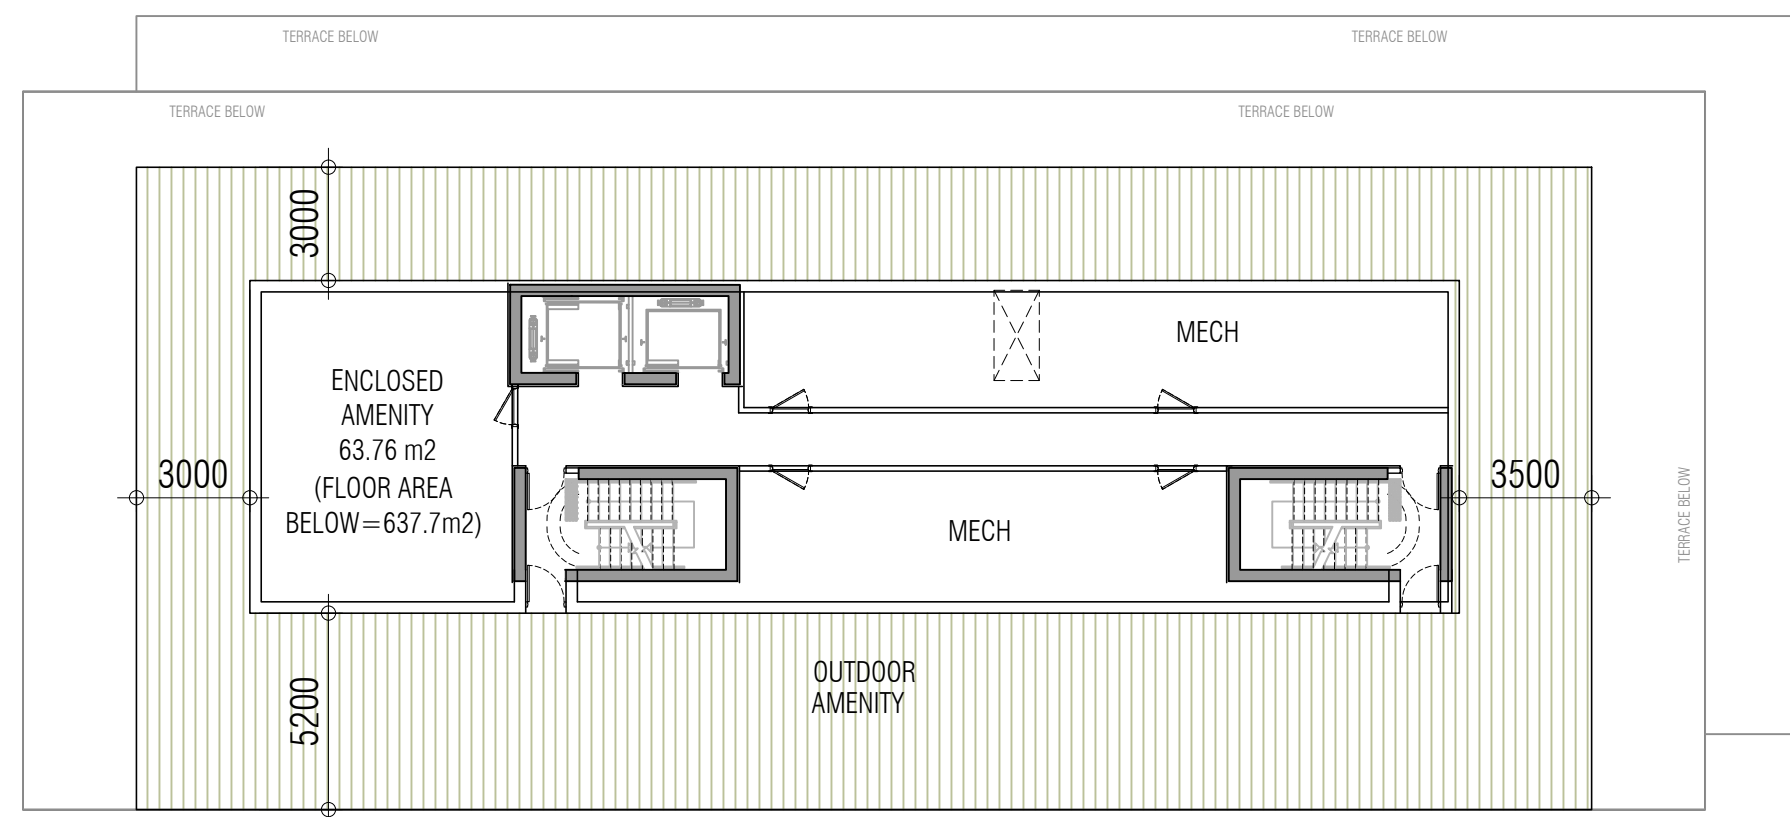 TERRACE BELOW
TERRACE BELOW
TERRACE BELOW
TERRACE BELOW
3000
MECH
ENCLOSED
AMENITY
63.76 m2
(FLOOR AREA
BELOW=637.7m2)
3000
3500
TERRACE BELOW
MECH
OUTDOOR
AMENITY
5200